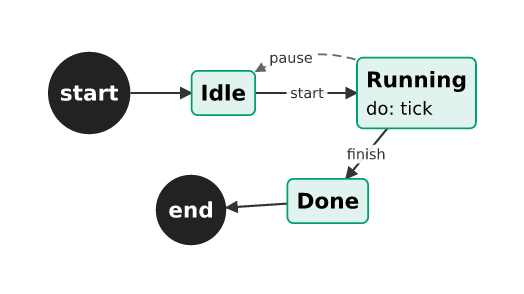 start
Idle
pause
start
Running
do: tick
finish
Done
end